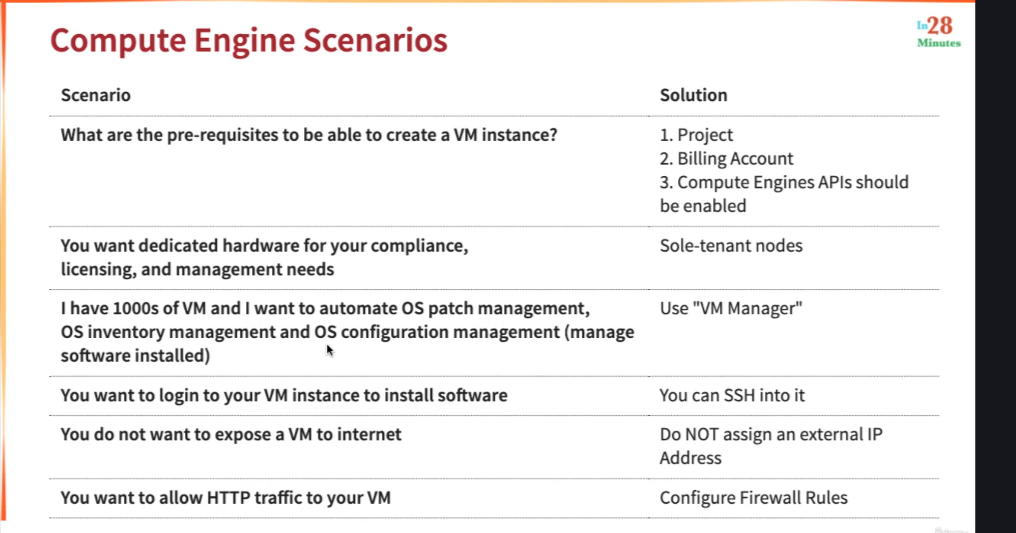 Compute Engine Scenarios
In28
Minutes
Scenario
Solution
What are the pre-requisites to be able to create a VM instance?
1. Project
2. Billing Account
3. Compute Engines APIs should
be enabled
You want dedicated hardware for your compliance,
licensing, and management needs
Sole-tenant nodes
I have 1000s of VM and I want to automate OS patch management,
OS inventory management and OS configuration management (manage
software installed)
Use "VM Manager"
You want to login to your VM instance to install software
You can SSH into it
You do not want to expose a VM to internet
Do NOT assign an external IP
Address
You want to allow HTTP traffic to your VM
Configure Firewall Rules